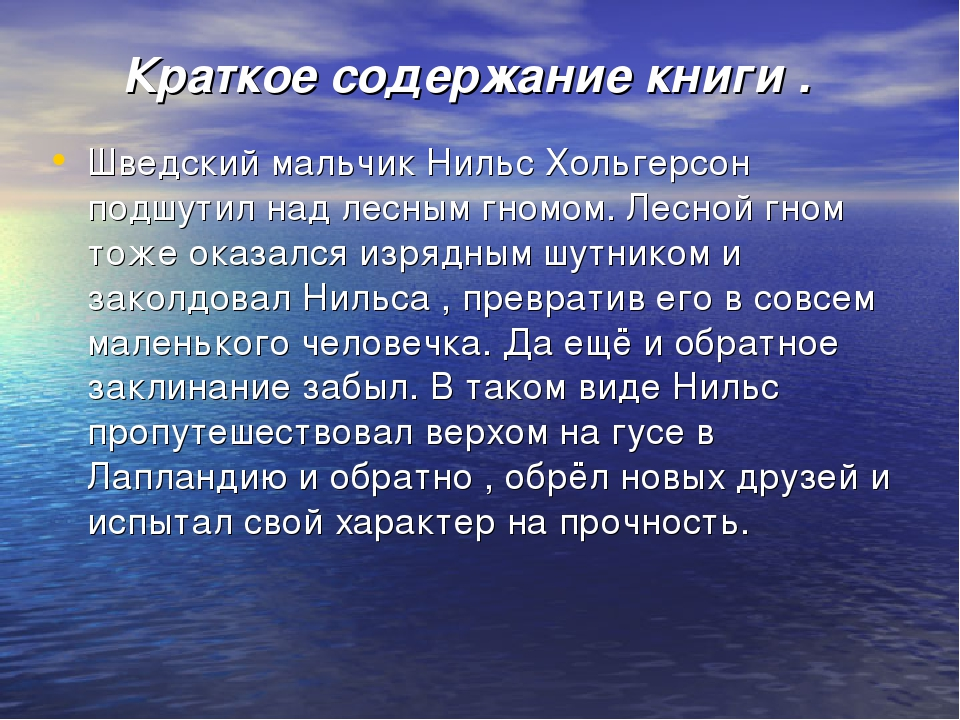 Краткое содержание книги .
• Шведский мальчик Нильс Хольгерсон
подшутил над лесным гномом. Лесной гном
тоже оказался изрядным шутником и
заколдовал Нильса , превратив его в совсем
маленького человечка. Да ещё и обратное
заклинание забыл. В таком виде Нильс
пропутешествовал верхом на гусе в
Лапландию и обратно , обрёл новых друзей и
испытал свой характер на прочность.